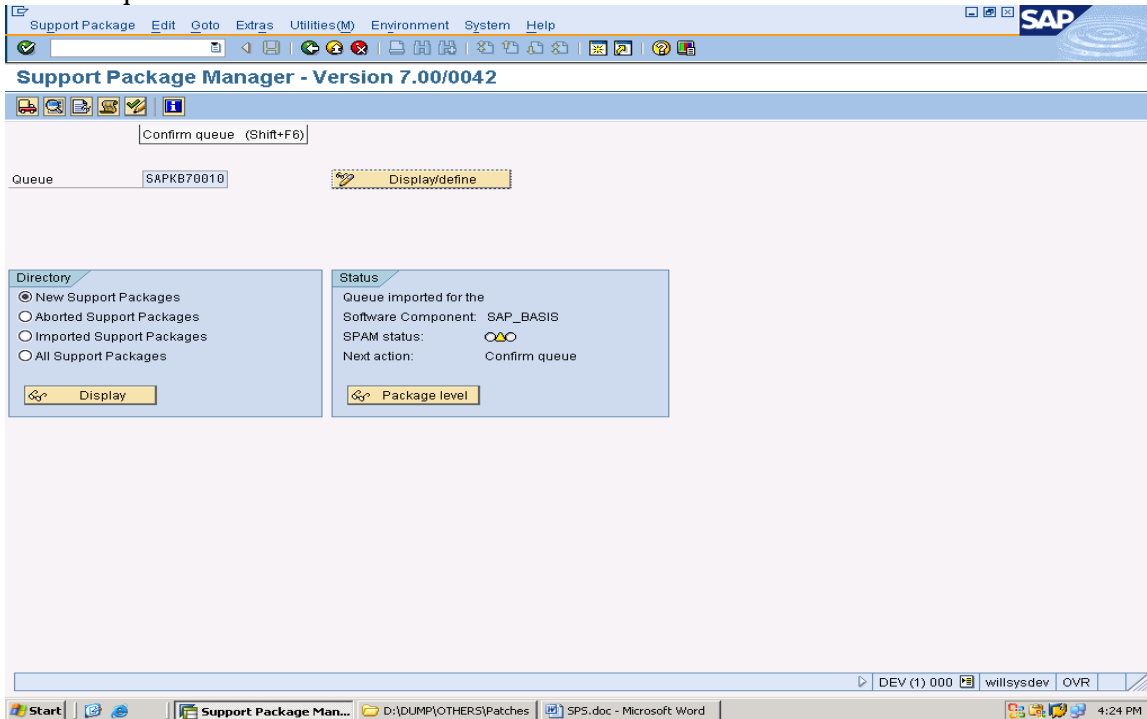 Support Package Edit Goto Extras Utilities(M) Environment System Help
SAP
Support Package Manager - Version 7.00/0042
Confirm queue (Shift+F6)
Queue SAPKB70010 Display/define
Directory
New Support Packages
Aborted Support Packages
Imported Support Packages
All Support Packages
Display
Status
Queue imported for the
Software Component: SAP_BASIS
SPAM status:
Next action: Confirm queue
Package level
DEV (1) 000 willsysdev OVR
Start Support Package Man... D:\DUMP\OTHERS\Patches SPS.doc - Microsoft Word 4:24 PM